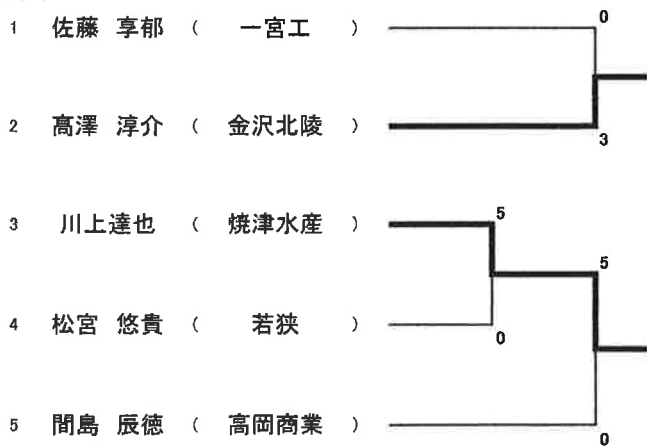 0
1 佐藤 享郁 ( 一宮工 )
2 髙澤 淳介 ( 金沢北陵 )
3
3 川上達也 ( 焼津水産 )
5
5
4 松宮 悠貴 ( 若狭 )
0
5 間島 辰徳 ( 高岡商業 )
0